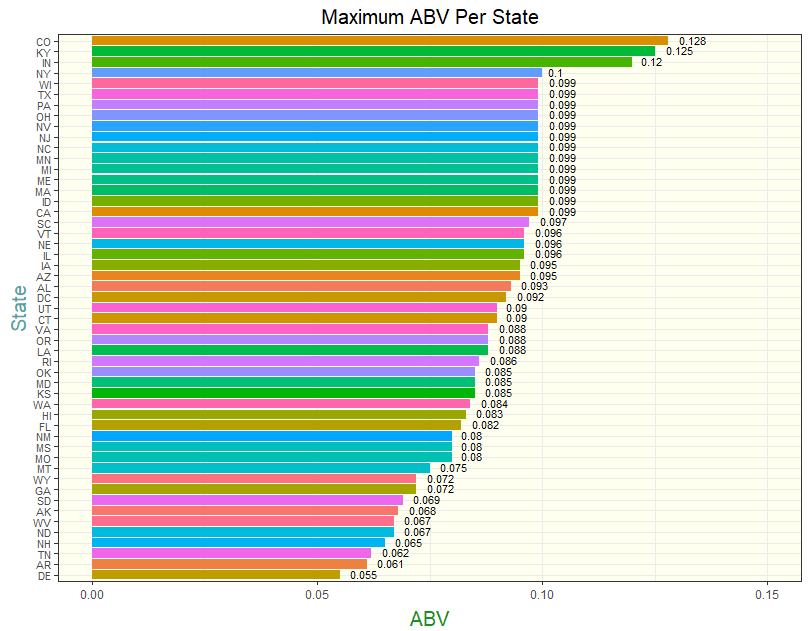 Maximum ABV Per State
State
CO 0.128
KY 0.125
IN 0.12
NY 0.1
WI 0.099
TX 0.099
PA 0.099
OH 0.099
NV 0.099
NJ 0.099
NC 0.099
MN 0.099
MI 0.099
ME 0.099
MA 0.099
ID 0.099
CA 0.099
SC 0.097
VT 0.096
NE 0.096
IL 0.096
IA 0.095
AZ 0.095
AL 0.093
DC 0.092
UT 0.09
CT 0.09
VA 0.088
OR 0.088
LA 0.088
RI 0.086
OK 0.085
MD 0.085
KS 0.085
WA 0.084
HI 0.083
FL 0.082
NM 0.08
MS 0.08
MO 0.08
MT 0.075
WY 0.072
GA 0.072
SD 0.069
AK 0.068
WV 0.067
ND 0.067
NH 0.065
TN 0.062
AR 0.061
DE 0.055
0.00 0.05 0.10 0.15
ABV